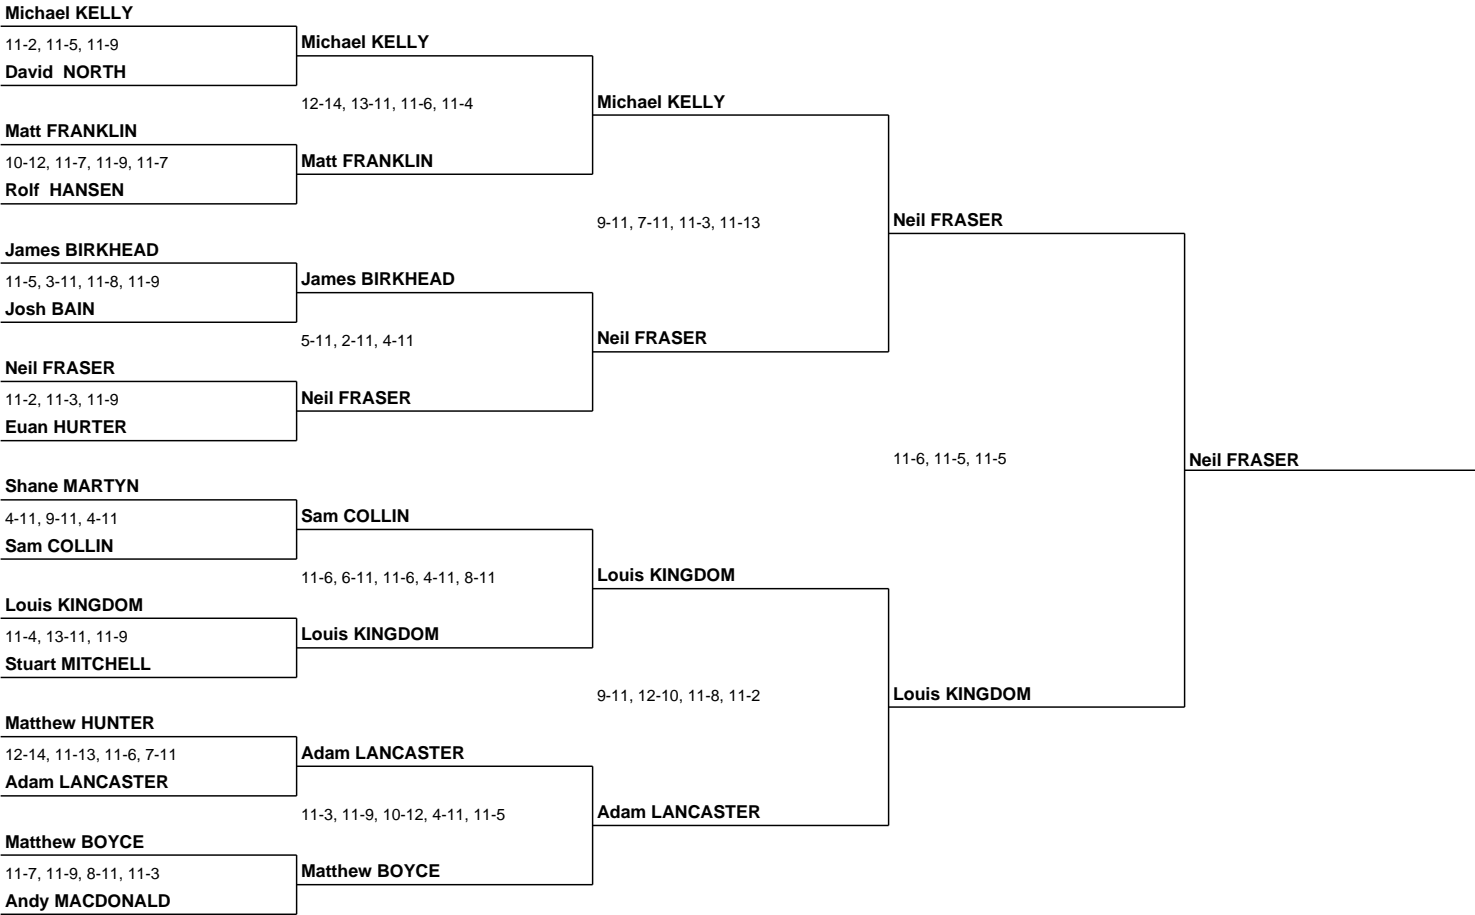 Michael KELLY
11-2, 11-5, 11-9
Michael KELLY
David  NORTH
12-14, 13-11, 11-6, 11-4
Michael KELLY
Matt FRANKLIN
10-12, 11-7, 11-9, 11-7
Matt FRANKLIN
Rolf  HANSEN
9-11, 7-11, 11-3, 11-13
Neil FRASER
James BIRKHEAD
11-5, 3-11, 11-8, 11-9
James BIRKHEAD
Josh BAIN
5-11, 2-11, 4-11
Neil FRASER
Neil FRASER
11-2, 11-3, 11-9
Neil FRASER
Euan HURTER
11-6, 11-5, 11-5
Neil FRASER
Shane MARTYN
4-11, 9-11, 4-11
Sam COLLIN
Sam COLLIN
11-6, 6-11, 11-6, 4-11, 8-11
Louis KINGDOM
Louis KINGDOM
11-4, 13-11, 11-9
Louis KINGDOM
Stuart MITCHELL
9-11, 12-10, 11-8, 11-2
Louis KINGDOM
Matthew HUNTER
12-14, 11-13, 11-6, 7-11
Adam LANCASTER
Adam LANCASTER
11-3, 11-9, 10-12, 4-11, 11-5
Adam LANCASTER
Matthew BOYCE
11-7, 11-9, 8-11, 11-3
Matthew BOYCE
Andy MACDONALD